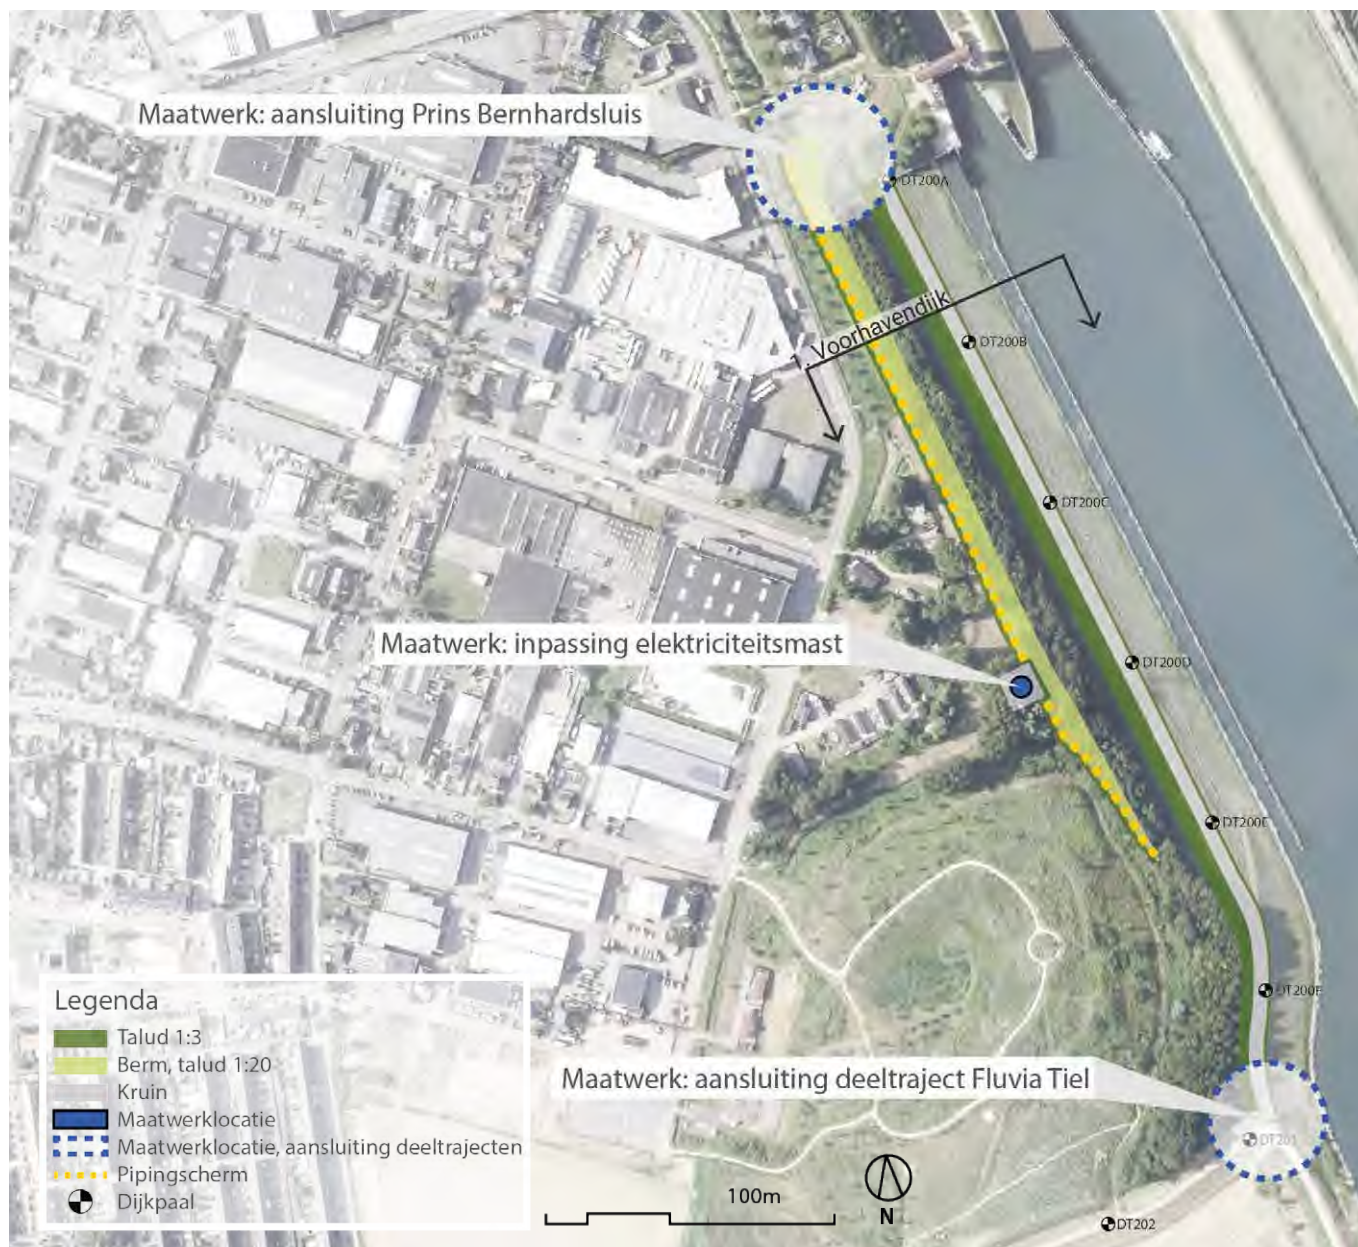 Maatwerk: aansluiting Prins Bernhardsluis
DT200A
1. Voorhavendijk
DT200B
DT200C
Maatwerk: inpassing elektriciteitsmast
DT200D
DT200E
DT200F
Legenda
Talud 1:3
Berm, talud 1:20
Kruin
Maatwerklocatie
Maatwerklocatie, aansluiting deeltrajecten
Pipingscherm
Dijkpaal
Maatwerk: aansluiting deeltraject Fluvia Tiel
DT201
100m
N
DT202